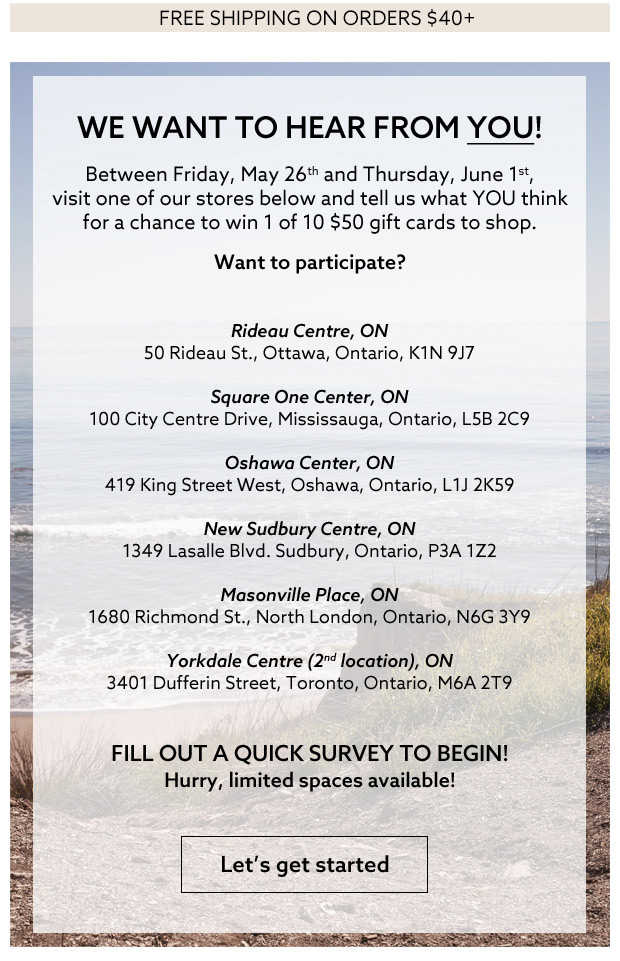 FREE SHIPPING ON ORDERS $40+
WE WANT TO HEAR FROM YOU!
Between Friday, May 26th and Thursday, June 1st,
visit one of our stores below and tell us what YOU think
for a chance to win 1 of 10 $50 gift cards to shop.
Want to participate?
Rideau Centre, ON
50 Rideau St., Ottawa, Ontario, K1N 9J7
Square One Center, ON
100 City Centre Drive, Mississauga, Ontario, L5B 2C9
Oshawa Center, ON
419 King Street West, Oshawa, Ontario, L1J 2K59
New Sudbury Centre, ON
1349 Lasalle Blvd. Sudbury, Ontario, P3A 1Z2
Masonville Place, ON
1680 Richmond St., North London, Ontario, N6G 3Y9
Yorkdale Centre (2nd location), ON
3401 Dufferin Street, Toronto, Ontario, M6A 2T9
FILL OUT A QUICK SURVEY TO BEGIN!
Hurry, limited spaces available!
Let's get started